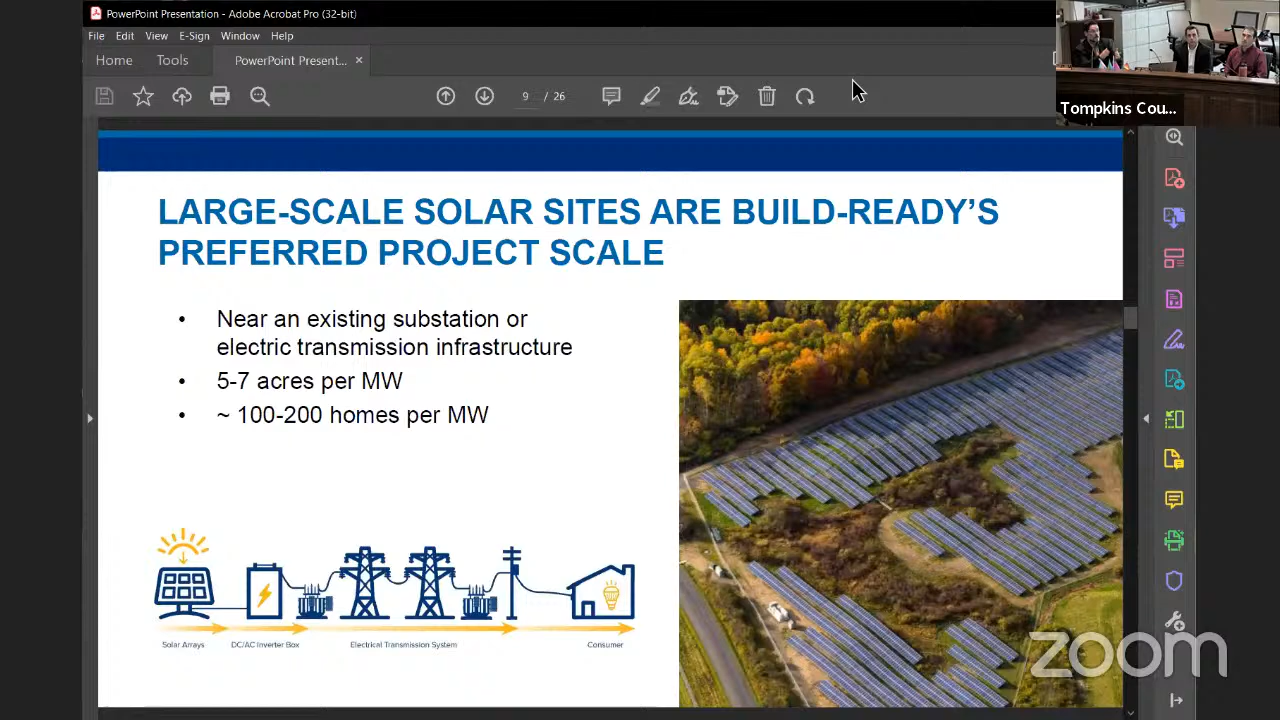 PowerPoint Presentation - Adobe Acrobat Pro (32-bit)
File Edit View E-Sign Window Help
Home Tools PowerPoint Present... ×
9 / 26
Tompkins Cou...
LARGE-SCALE SOLAR SITES ARE BUILD-READY’S
PREFERRED PROJECT SCALE
• Near an existing substation or
electric transmission infrastructure
• 5-7 acres per MW
• ~ 100-200 homes per MW
Solar Arrays DC/AC Inverter Box Electrical Transmission System Consumer
zoom